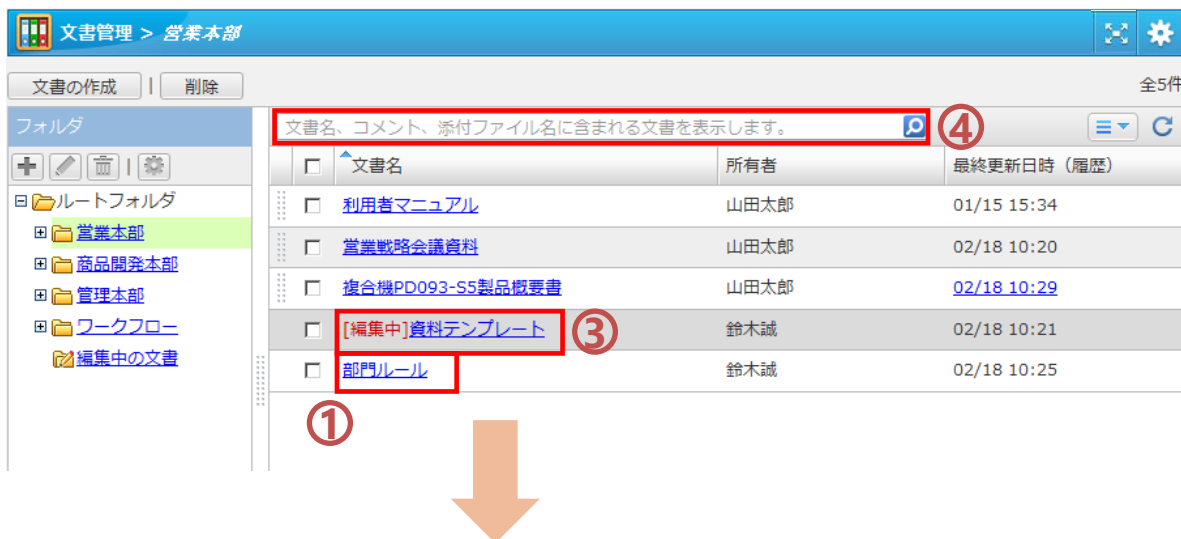 文書管理 > 営業本部
文書の作成 | 削除
全5件
フォルダ
文書名、コメント、添付ファイル名に含まれる文書を表示します。
④
文書名 所有者 最終更新日時（履歴）
ルートフォルダ
営業本部
商品開発本部
管理本部
ワークフロー
編集中の文書
利用者マニュアル 山田太郎 01/15 15:34
営業戦略会議資料 山田太郎 02/18 10:20
複合機PD093-S5製品概要書 山田太郎 02/18 10:29
[編集中]資料テンプレート ③ 鈴木誠 02/18 10:21
部門ルール 鈴木誠 02/18 10:25
①